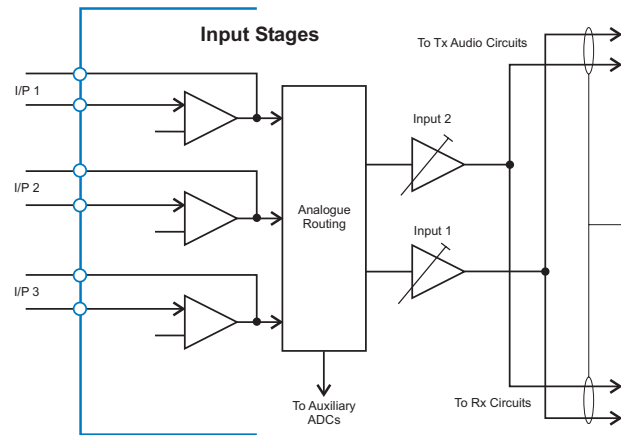 Input Stages
To Tx Audio Circuits
I/P 1
Input 2
I/P 2
Analogue
Routing
Input 1
I/P 3
To Auxiliary
ADCs
To Rx Circuits